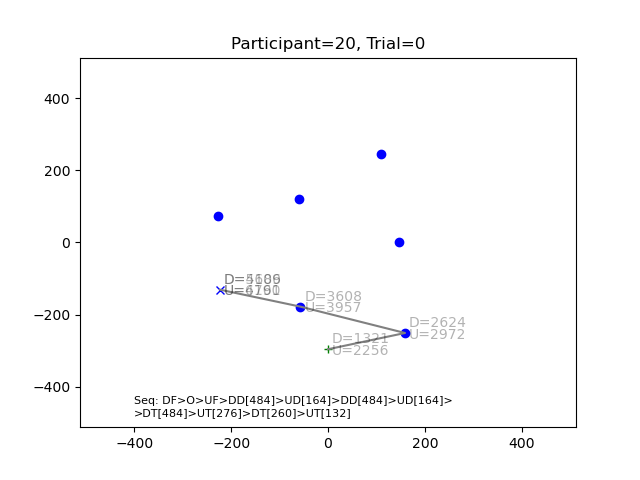 Participant=20, Trial=0
400
200
0
−200
−400
D=3608
U=3957
D=2624
U=2972
D=1321
U=2256
Seq: DF>O>UF>DD[484]>UD[164]>DD[484]>UD[164]>
>DT[484]>UT[276]>DT[260]>UT[132]
−400
−200
0
200
400